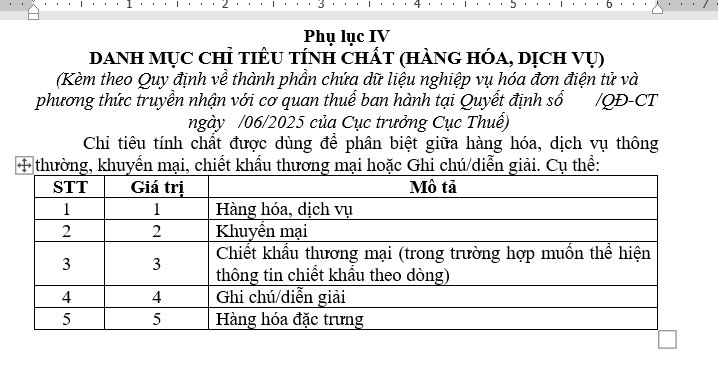 1 2 3 4 5 6 7
Phụ lục IV
DANH MỤC CHỈ TIÊU TÍNH CHẤT (HÀNG HÓA, DỊCH VỤ)
(Kèm theo Quy định về thành phần chứa dữ liệu nghiệp vụ hóa đơn điện tử và
phương thức truyền nhận với cơ quan thuế ban hành tại Quyết định số /QĐ-CT
ngày /06/2025 của Cục trưởng Cục Thuế)
Chỉ tiêu tính chất được dùng để phân biệt giữa hàng hóa, dịch vụ thông
thường, khuyến mại, chiết khấu thương mại hoặc Ghi chú/diễn giải. Cụ thể:
STT Giá trị Mô tả
1 1 Hàng hóa, dịch vụ
2 2 Khuyến mại
3 3 Chiết khấu thương mại (trong trường hợp muốn thể hiện
thông tin chiết khấu theo dòng)
4 4 Ghi chú/diễn giải
5 5 Hàng hóa đặc trưng